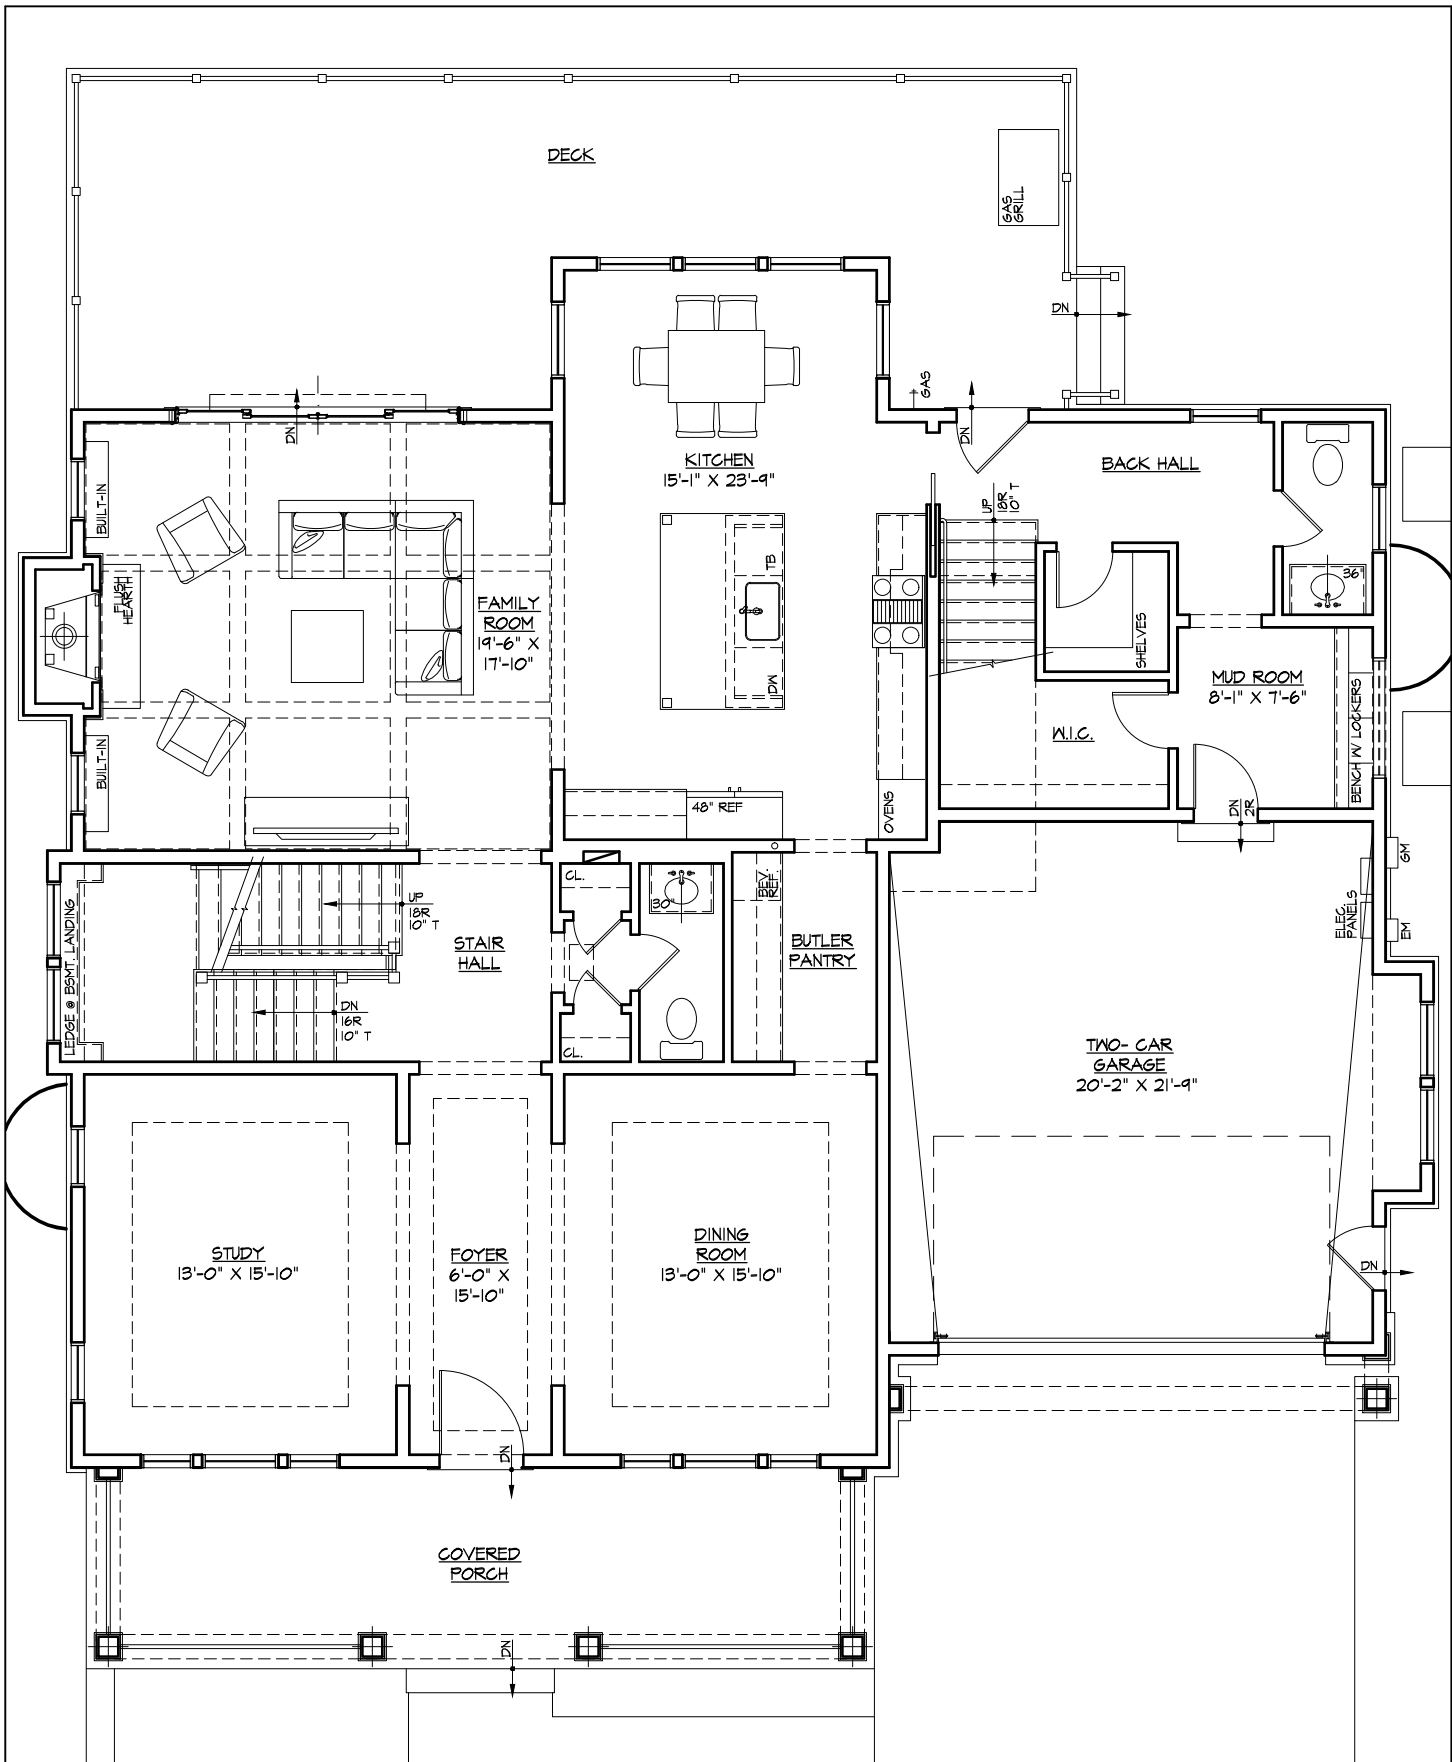 DECK
GAS
GRILL
DN
GAS
DN
DN
KITCHEN
15'-1" X 23'-9"
BACK HALL
BUILT-IN
UP
18R
10" T
TB
36"
FLUSH
HEARTH
FAMILY
ROOM
19'-6" X
17'-10"
SHELVES
DW
MUD ROOM
8'-1" X 7'-6"
W.I.C.
BENCH W/ LOCKERS
BUILT-IN
48" REF
OVENS
DN
2R
GM
CL.
BEV.
REF.
30"
UP
18R
10" T
ELEC.
PANELS
EM
LEDGE @ BSMT. LANDING
STAIR
HALL
BUTLER
PANTRY
DN
16R
10" T
CL.
TWO- CAR
GARAGE
20'-2" X 21'-9"
STUDY
13'-0" X 15'-10"
FOYER
6'-0" X
15'-10"
DINING
ROOM
13'-0" X 15'-10"
DN
DN
COVERED
PORCH
DN